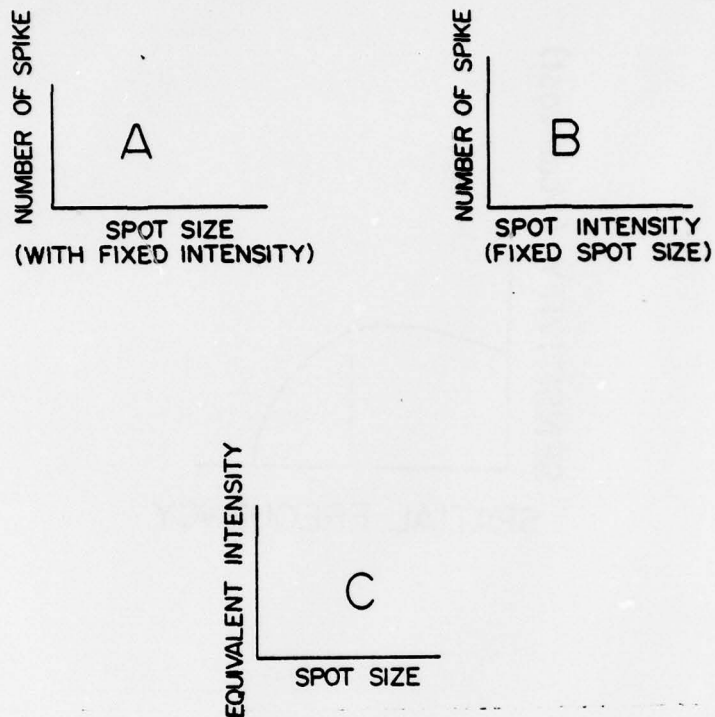 NUMBER OF SPIKE
A
SPOT SIZE
(WITH FIXED INTENSITY)
NUMBER OF SPIKE
B
SPOT INTENSITY
(FIXED SPOT SIZE)
EQUIVALENT INTENSITY
C
SPOT SIZE